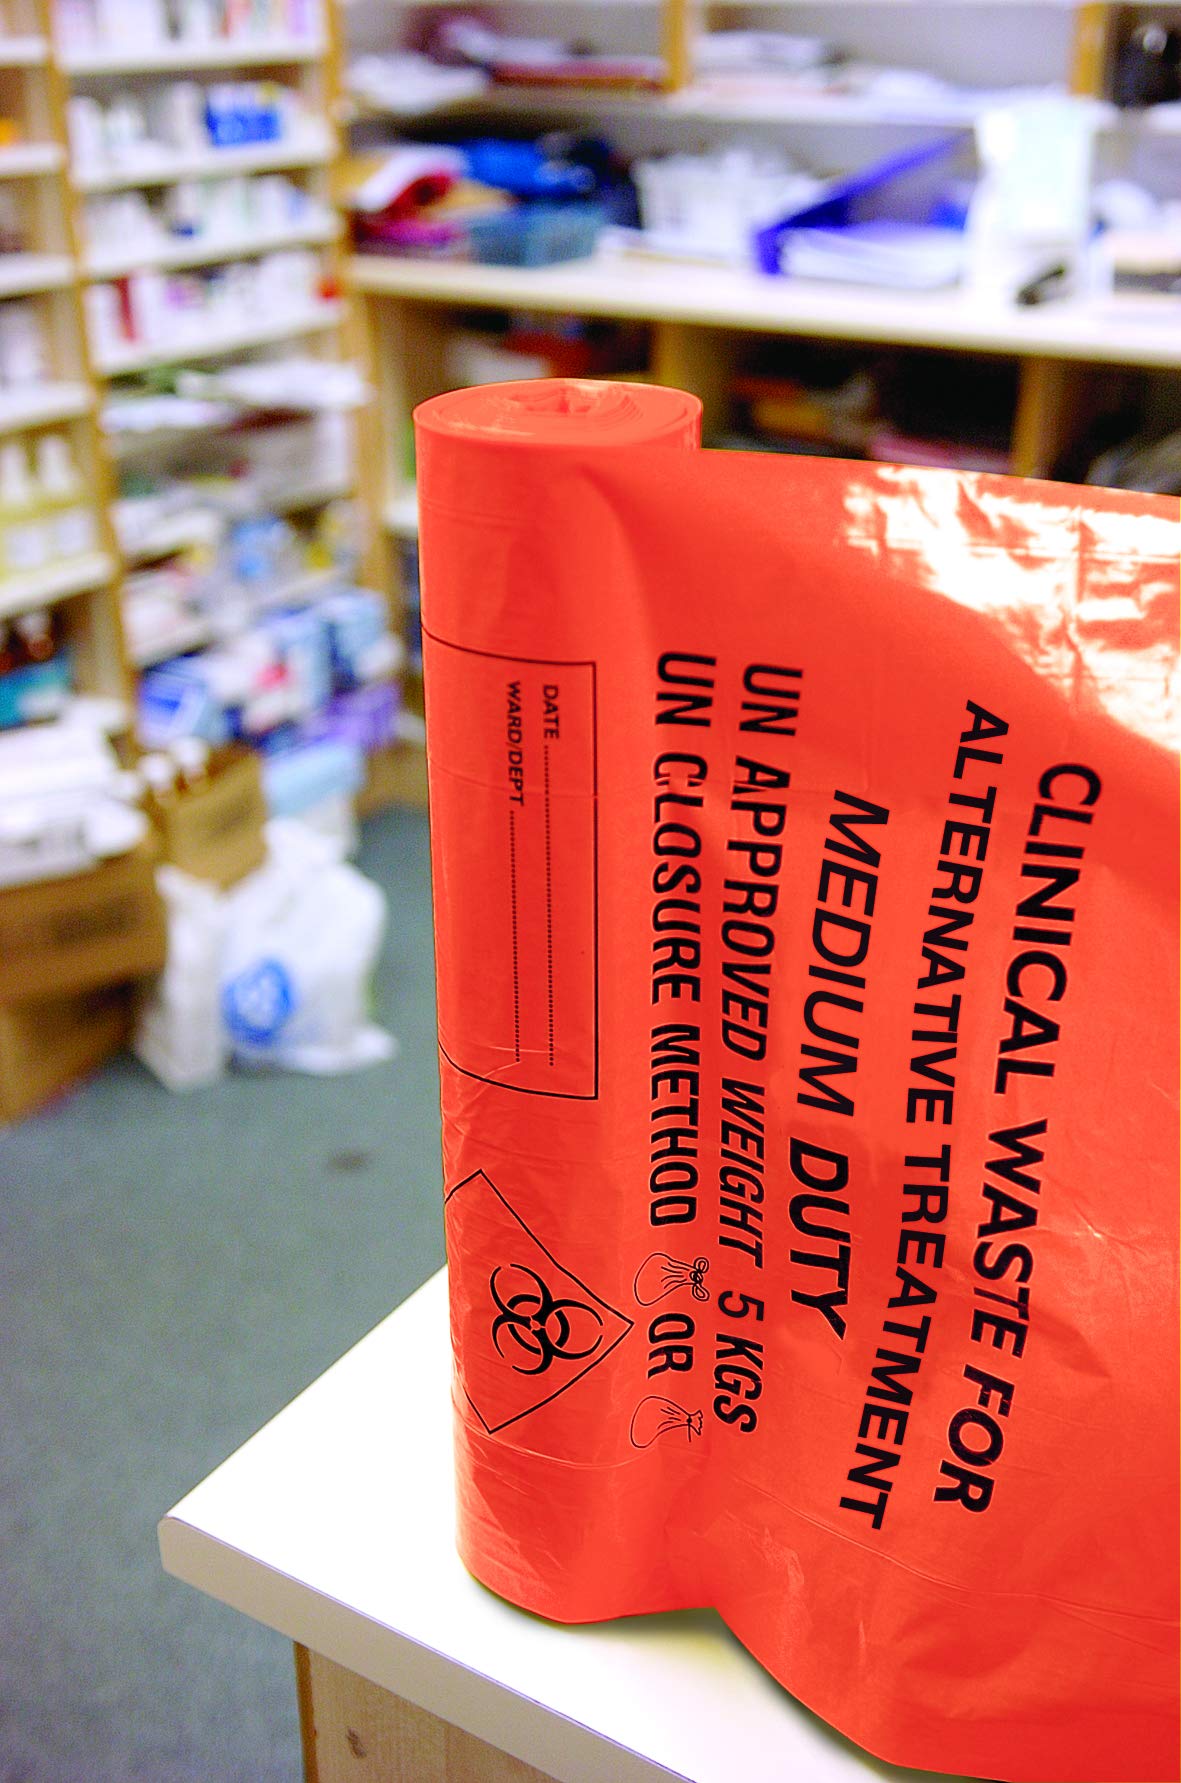 CLINICAL WASTE FOR
ALTERNATIVE TREATMENT
MEDIUM DUTY
UN APPROVED WEIGHT 5 KGS
UN CLOSURE METHOD OR
DATE ..........
WARD/DEPT ..........